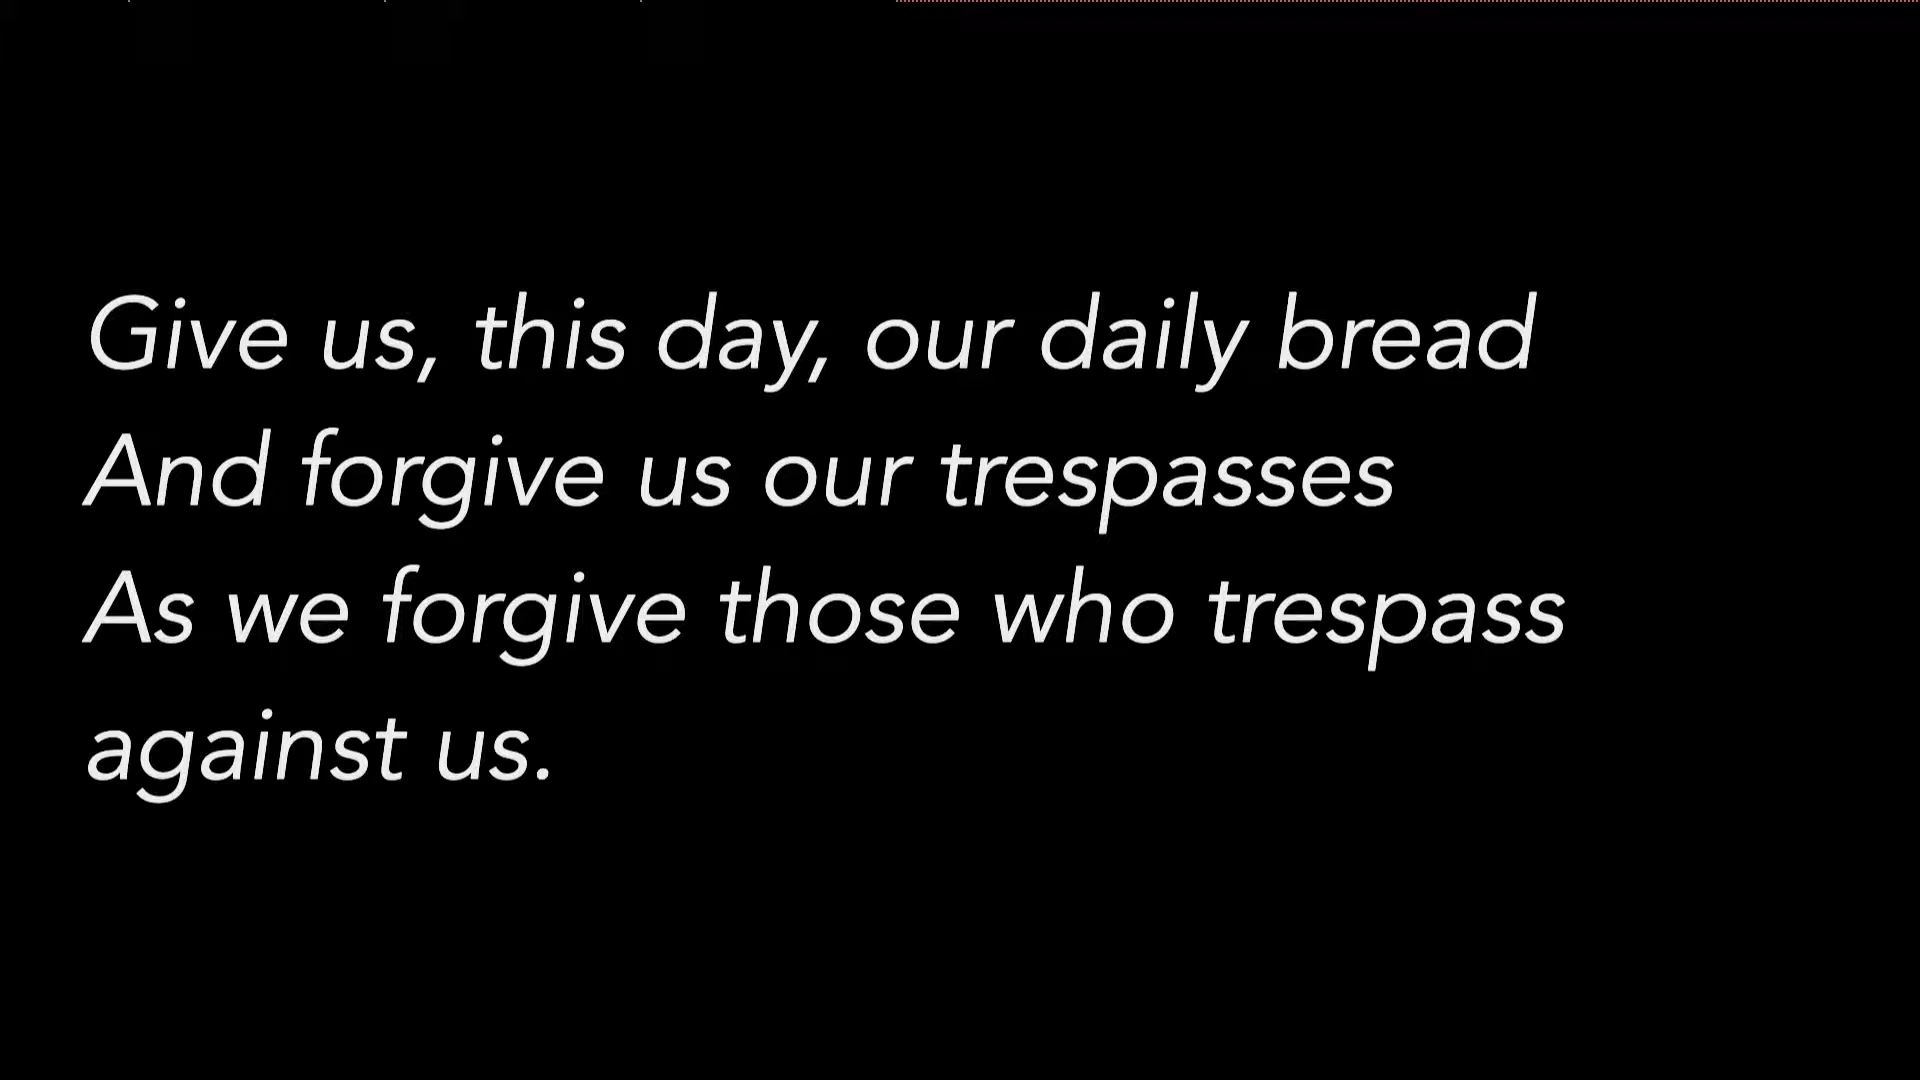 Give us, this day, our daily bread
And forgive us our trespasses
As we forgive those who trespass
against us.